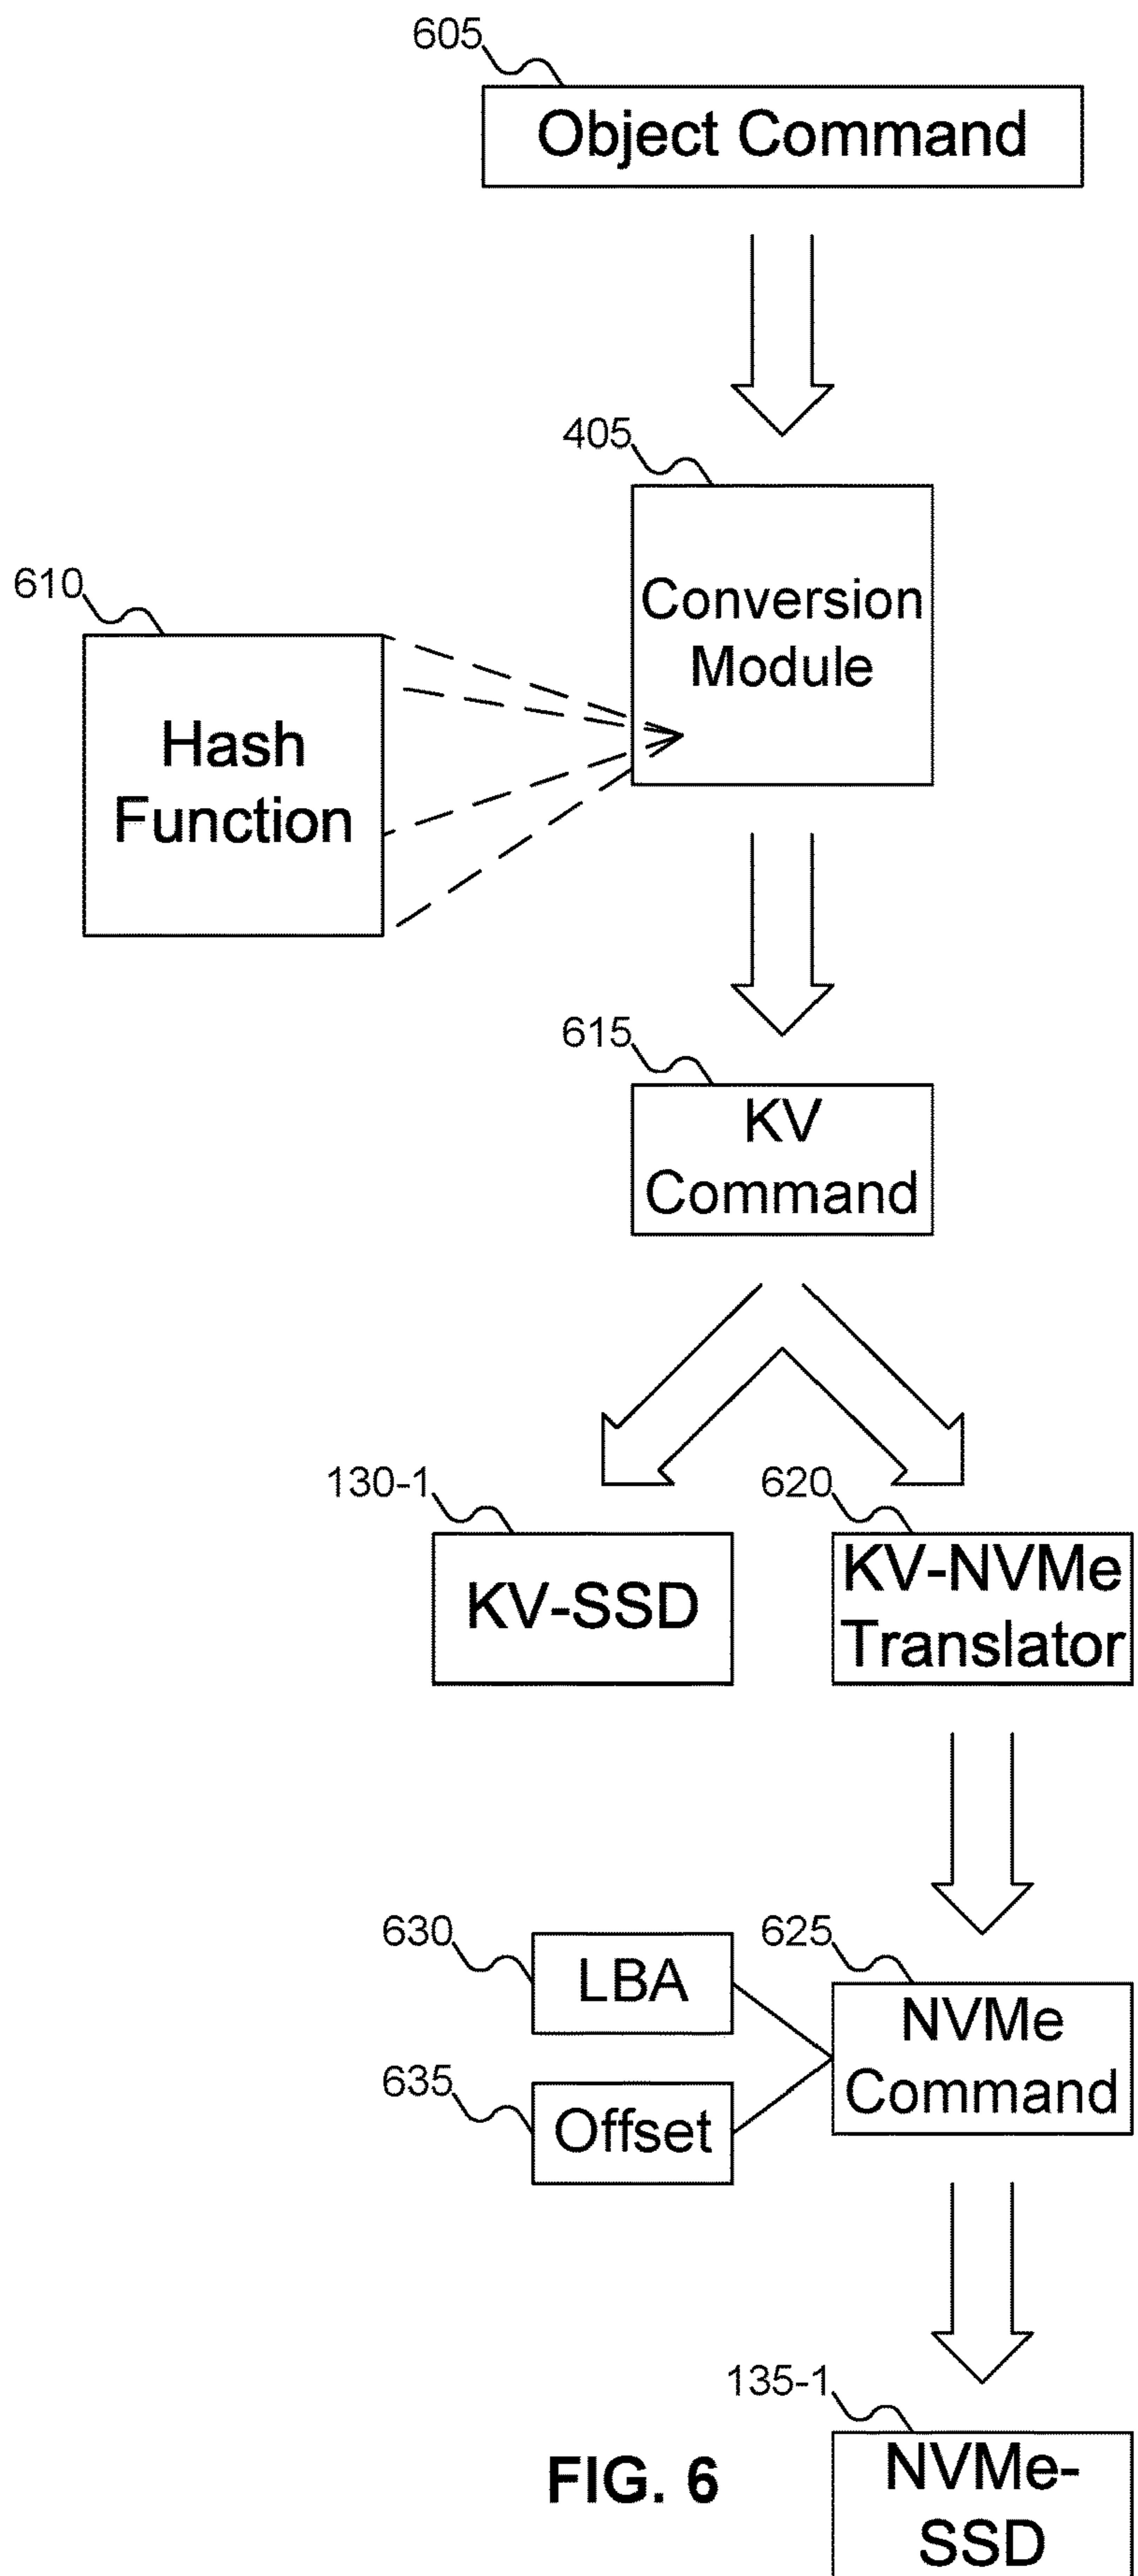 605
Object Command
405
Conversion
Module
610
Hash
Function
615
KV
Command
130-1
KV-SSD
620
KV-NVMe
Translator
630
LBA
625
NVMe
Command
635
Offset
135-1
NVMe-
SSD
FIG. 6